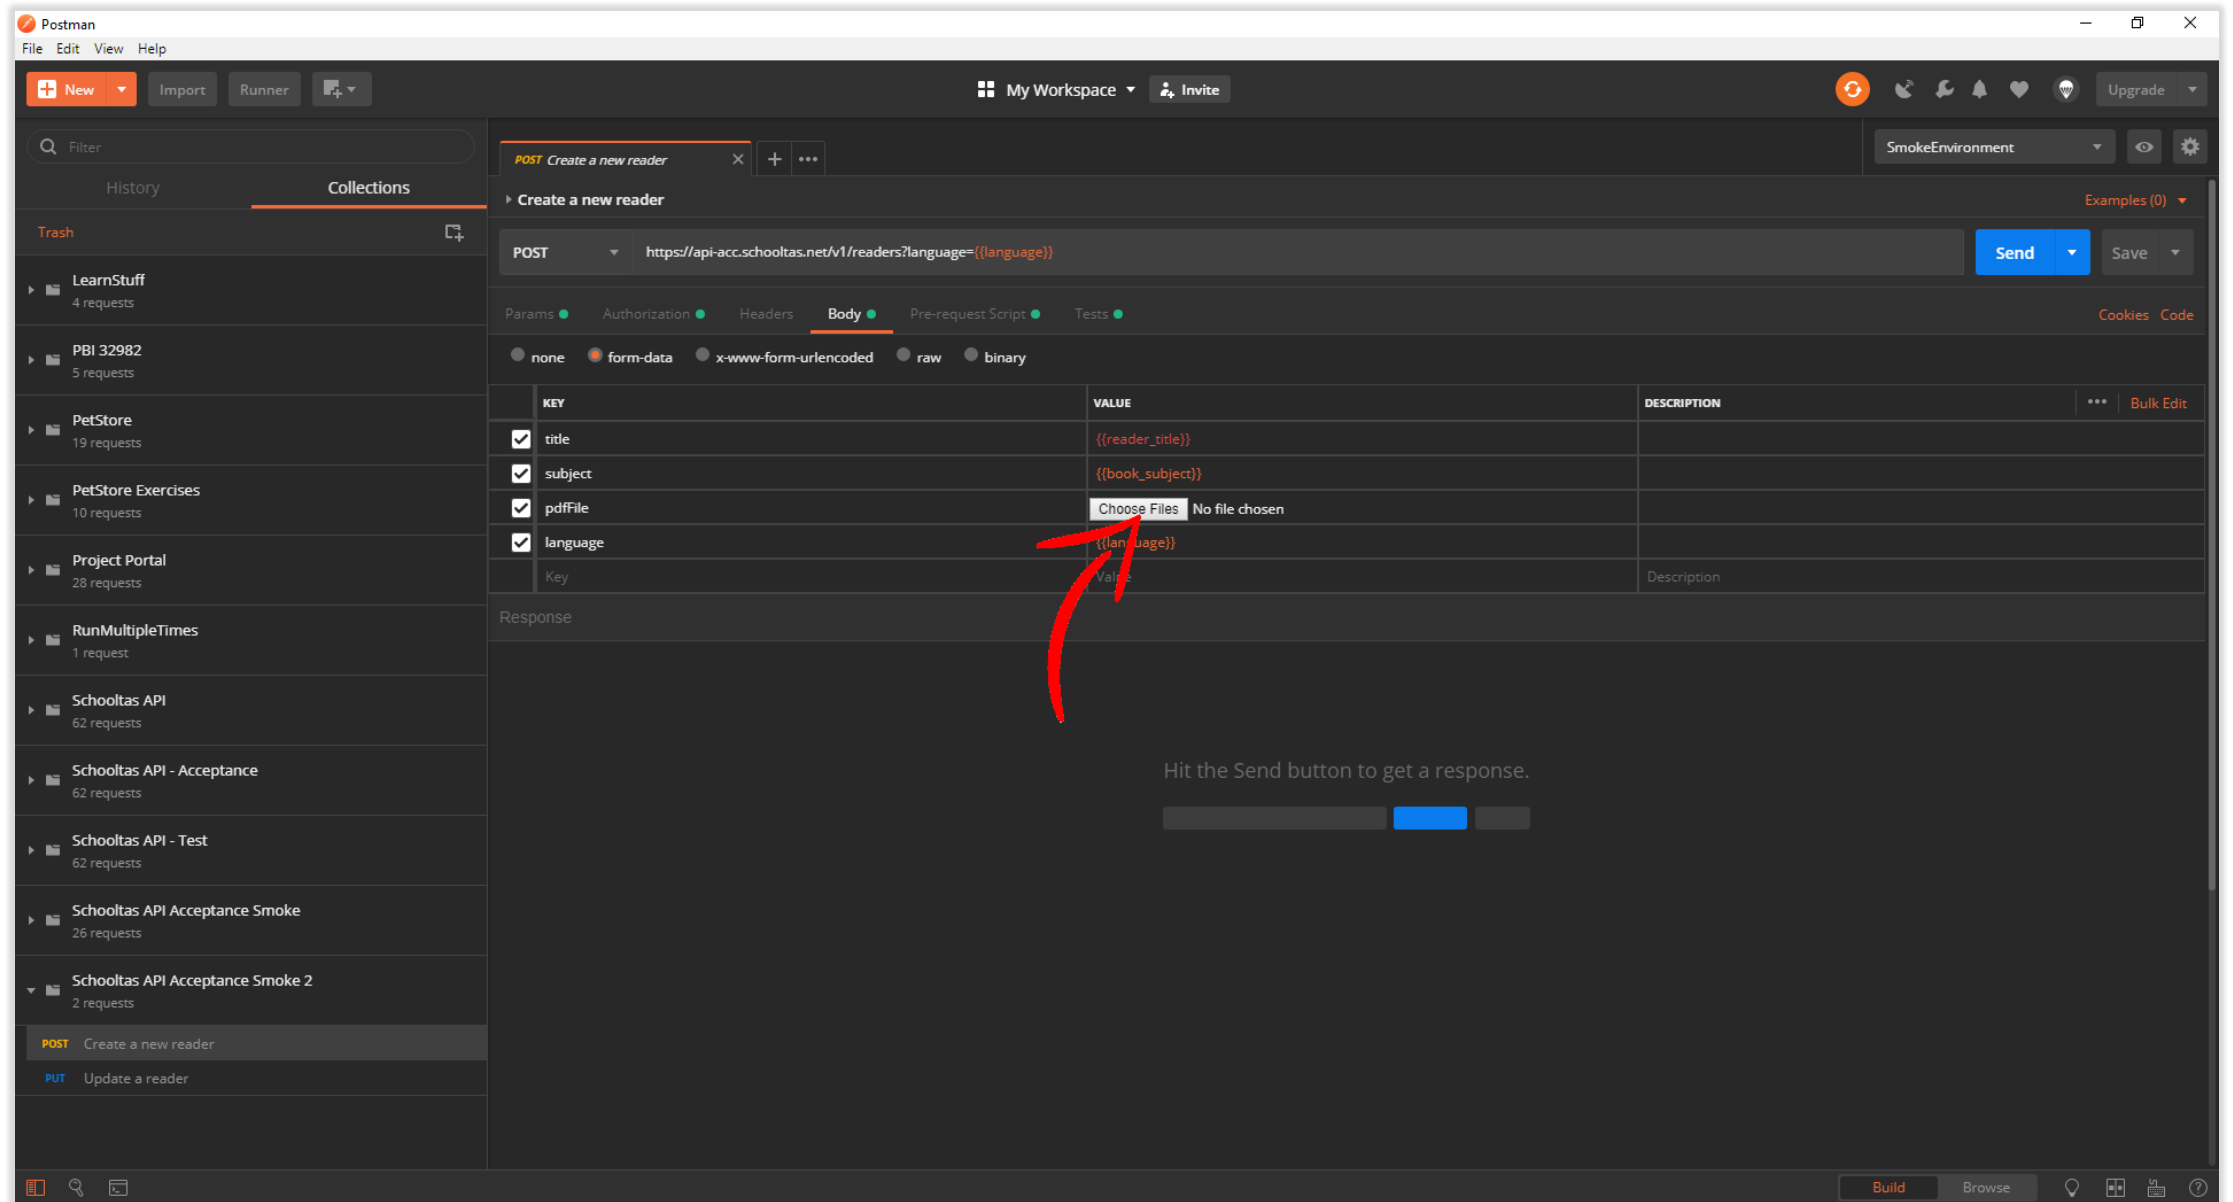 Postman
File Edit View Help
New Import Runner My Workspace Invite Upgrade
Filter
History Collections
Trash
LearnStuff
4 requests
PBI 32982
5 requests
PetStore
19 requests
PetStore Exercises
10 requests
Project Portal
28 requests
RunMultipleTimes
1 request
Schooltas API
62 requests
Schooltas API - Acceptance
62 requests
Schooltas API - Test
62 requests
Schooltas API Acceptance Smoke
26 requests
Schooltas API Acceptance Smoke 2
2 requests
POST Create a new reader
PUT Update a reader
POST Create a new reader
SmokeEnvironment
Create a new reader Examples (0)
POST https://api-acc.schooltas.net/v1/readers?language={{language}} Send Save
Params Authorization Headers Body Pre-request Script Tests Cookies Code
none form-data x-www-form-urlencoded raw binary
KEY VALUE DESCRIPTION Bulk Edit
title {{reader_title}}
subject {{book_subject}}
pdfFile Choose Files No file chosen
language {{language}}
Key Value Description
Response
Hit the Send button to get a response.
Build Browse